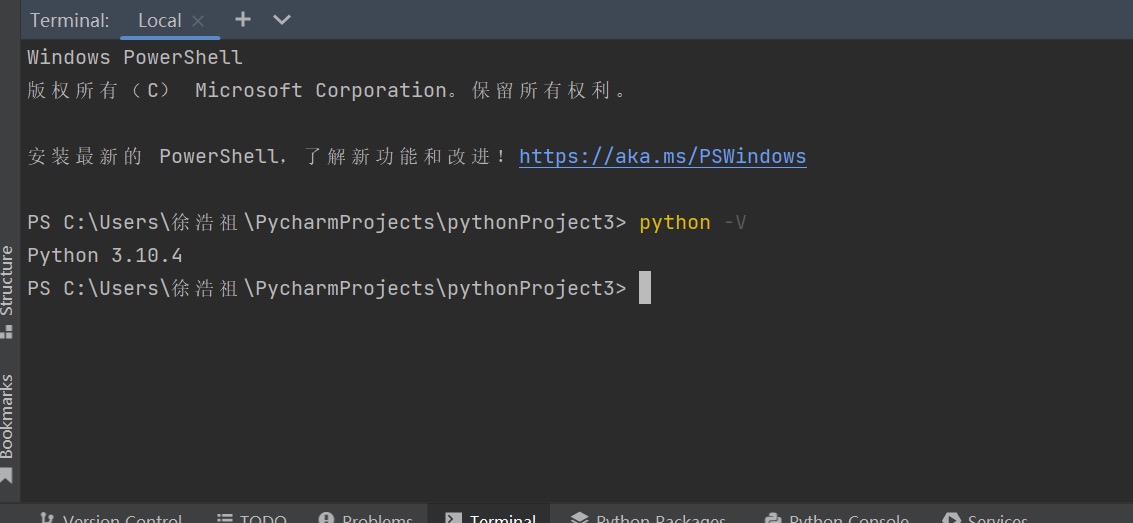 Terminal: Local × + 
Windows PowerShell
版权所有（C） Microsoft Corporation。保留所有权利。
安装最新的 PowerShell，了解新功能和改进！https://aka.ms/PSWindows
PS C:\Users\徐浩祖\PycharmProjects\pythonProject3> python -V
Python 3.10.4
PS C:\Users\徐浩祖\PycharmProjects\pythonProject3>
Structure
Bookmarks
Version Control TODO Problems Terminal Python Packages Python Console Services